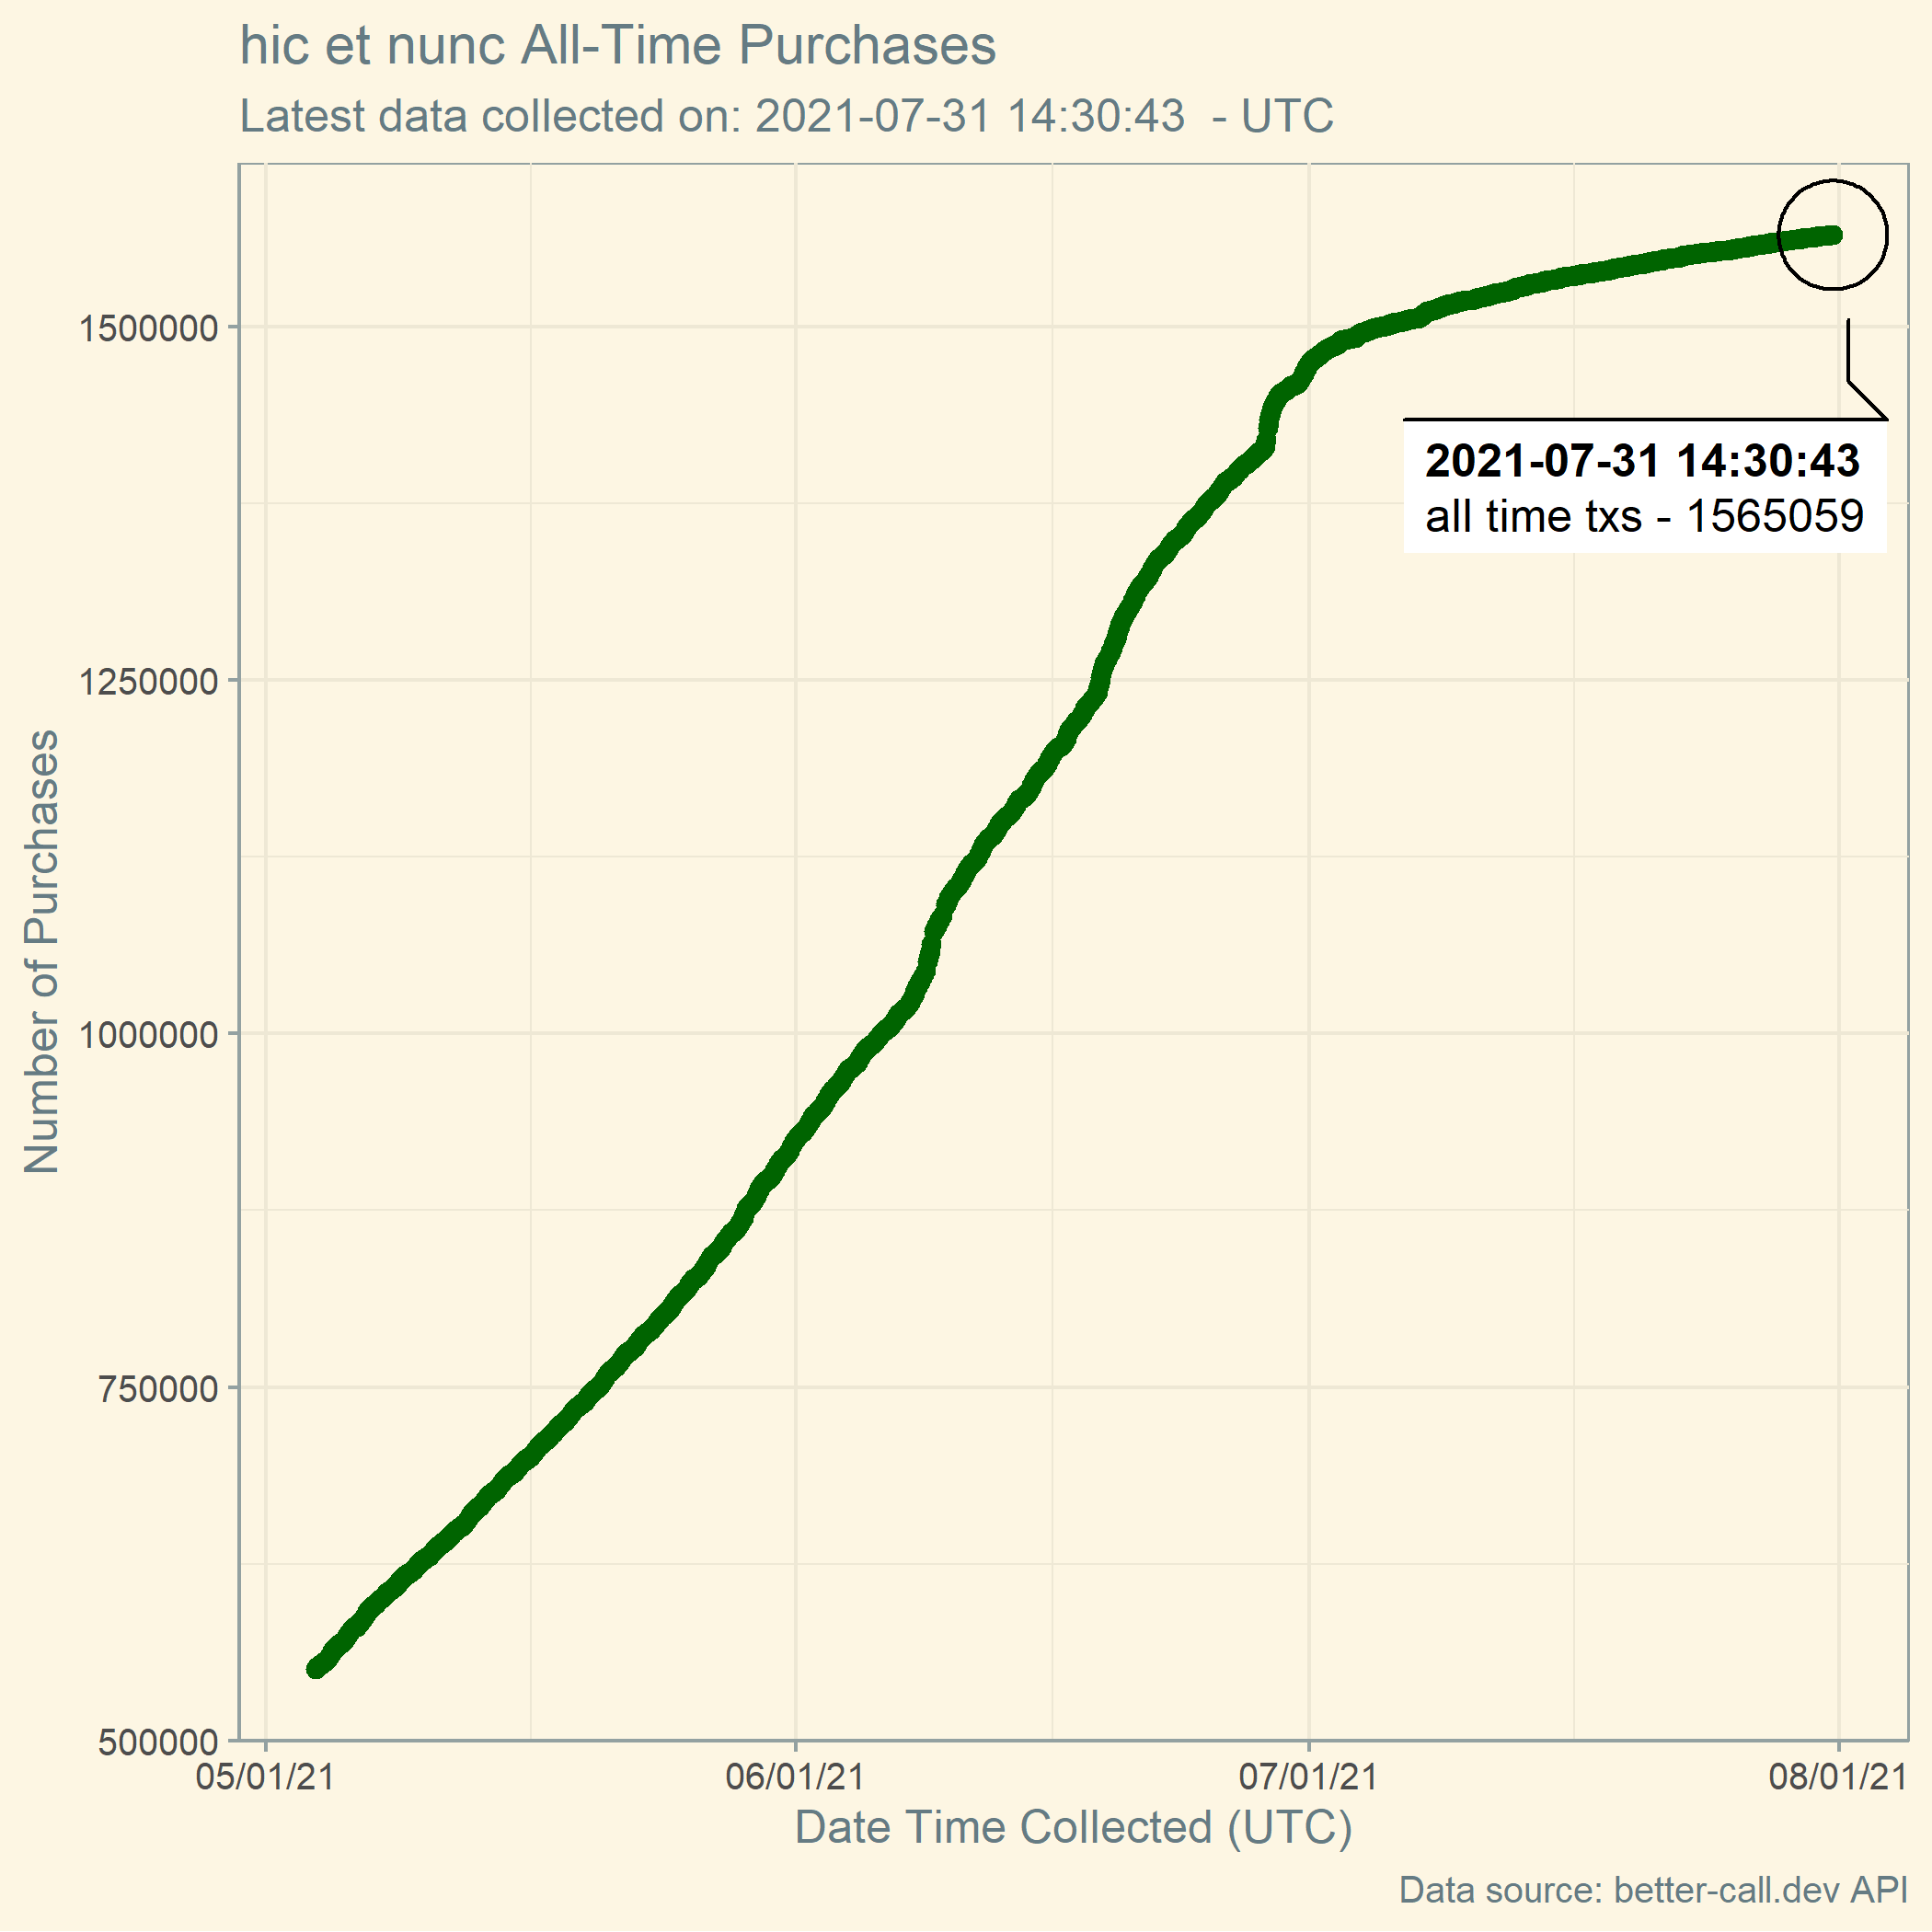 hic et nunc All-Time Purchases
Latest data collected on: 2021-07-31 14:30:43  - UTC
Number of Purchases
1500000
1250000
1000000
750000
500000
2021-07-31 14:30:43
all time txs - 1565059
05/01/21 06/01/21 07/01/21 08/01/21
Date Time Collected (UTC)
Data source: better-call.dev API